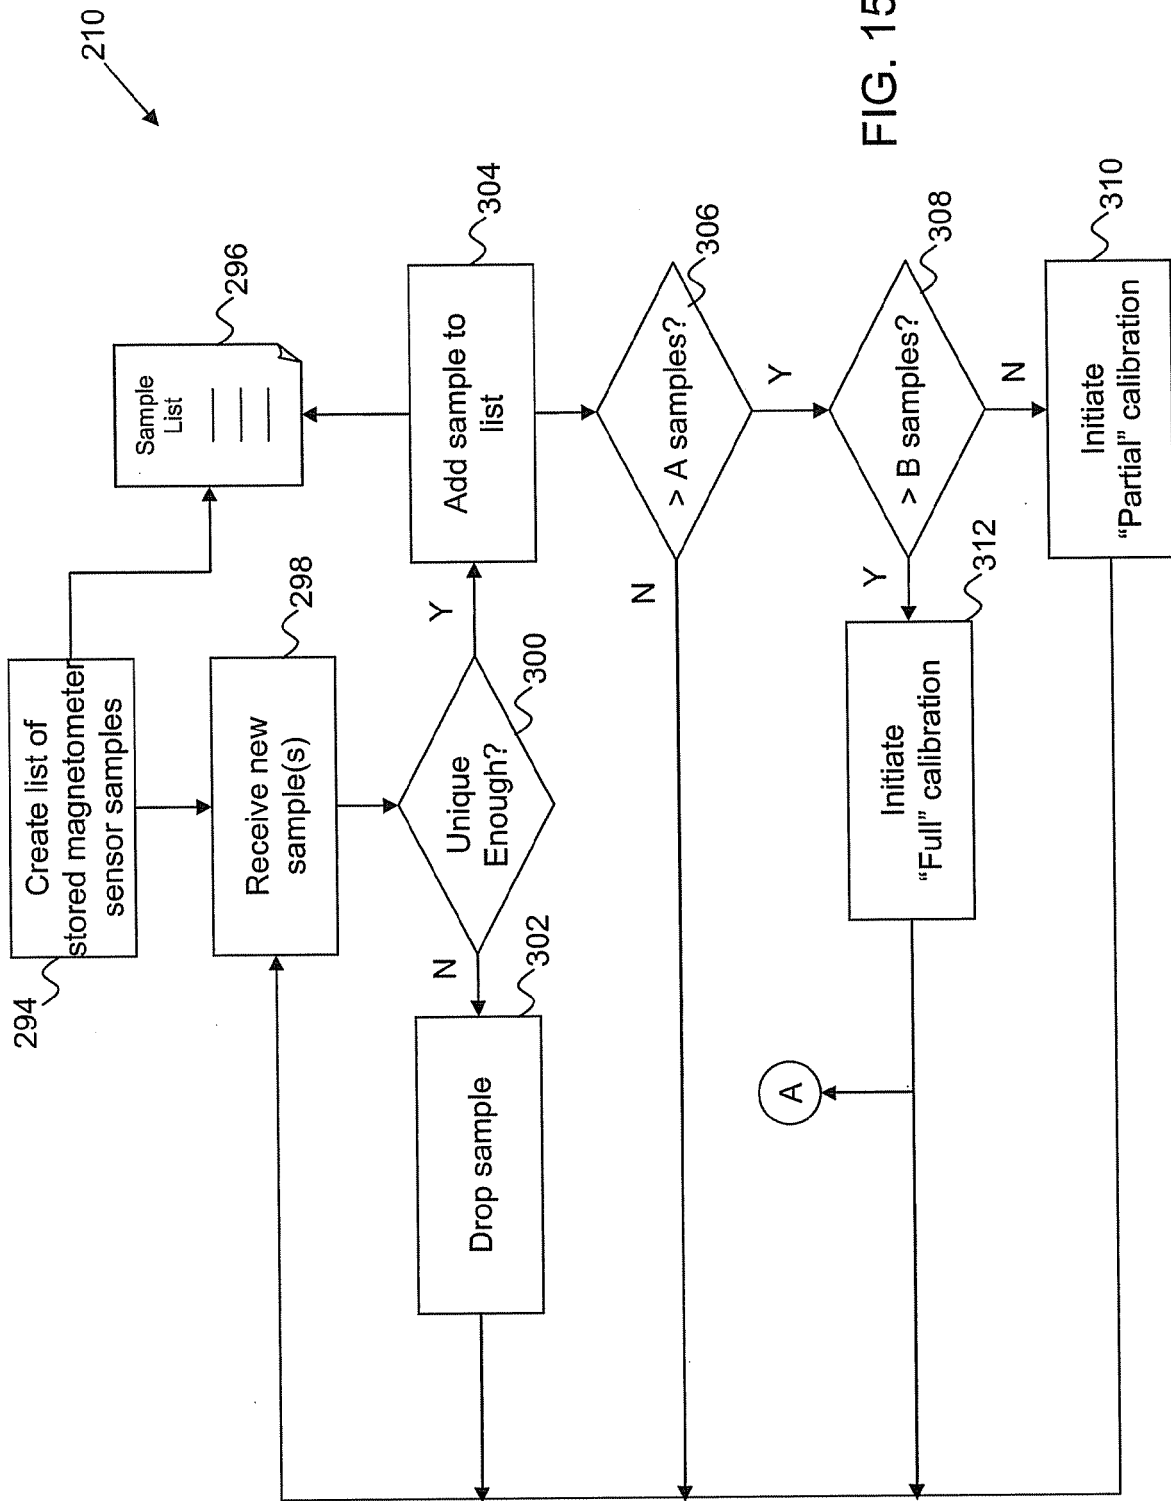 210
294
Create list of
stored magnetometer
sensor samples
296
Sample
List
298
Receive new
sample(s)
300
Unique
Enough?
N
Y
302
Drop sample
304
Add sample to
list
306
> A samples?
N
Y
308
> B samples?
Y
N
312
Initiate
“Full” calibration
A
310
Initiate
“Partial” calibration
FIG. 15